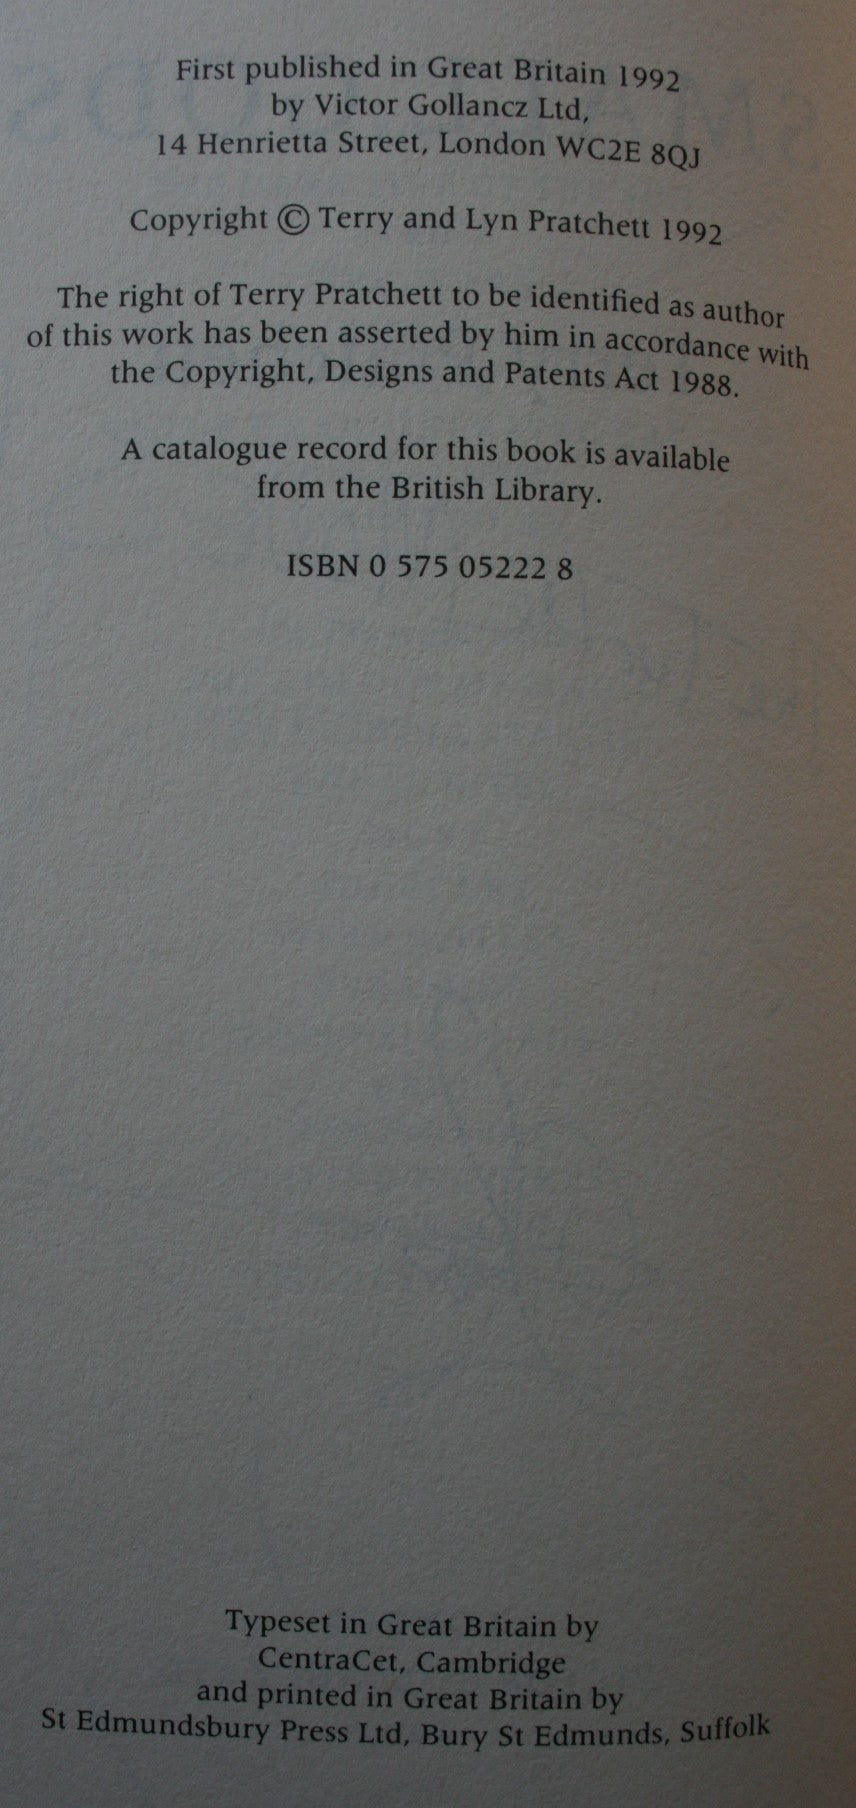 First published in Great Britain 1992
by Victor Gollancz Ltd,
14 Henrietta Street, London WC2E 8QJ
Copyright © Terry and Lyn Pratchett 1992
The right of Terry Pratchett to be identified as author
of this work has been asserted by him in accordance with
the Copyright, Designs and Patents Act 1988.
A catalogue record for this book is available
from the British Library.
ISBN 0 575 05222 8
Typeset in Great Britain by
CentraCet, Cambridge
and printed in Great Britain by
St Edmundsbury Press Ltd, Bury St Edmunds, Suffolk